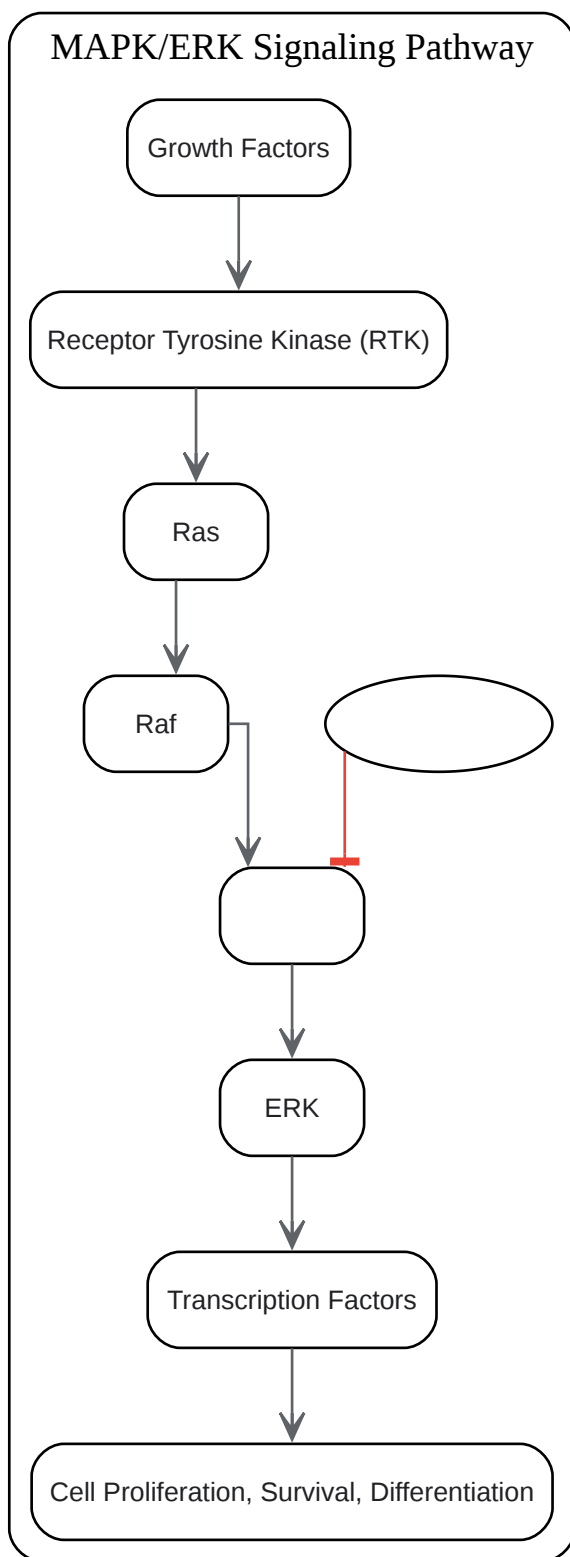 MAPK/ERK Signaling Pathway
Growth Factors
Receptor Tyrosine Kinase (RTK)
Ras
Raf
ERK
Transcription Factors
Cell Proliferation, Survival, Differentiation